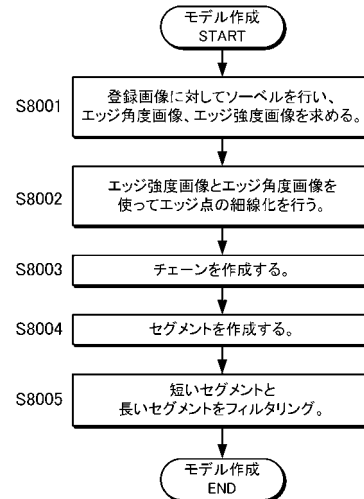 モデル作成
START
S8001
登録画像に対してソーベルを行い、
エッジ角度画像、エッジ強度画像を求める。
S8002
エッジ強度画像とエッジ角度画像を
使ってエッジ点の細線化を行う。
S8003
チェーンを作成する。
S8004
セグメントを作成する。
S8005
短いセグメントと
長いセグメントをフィルタリング。
モデル作成
END